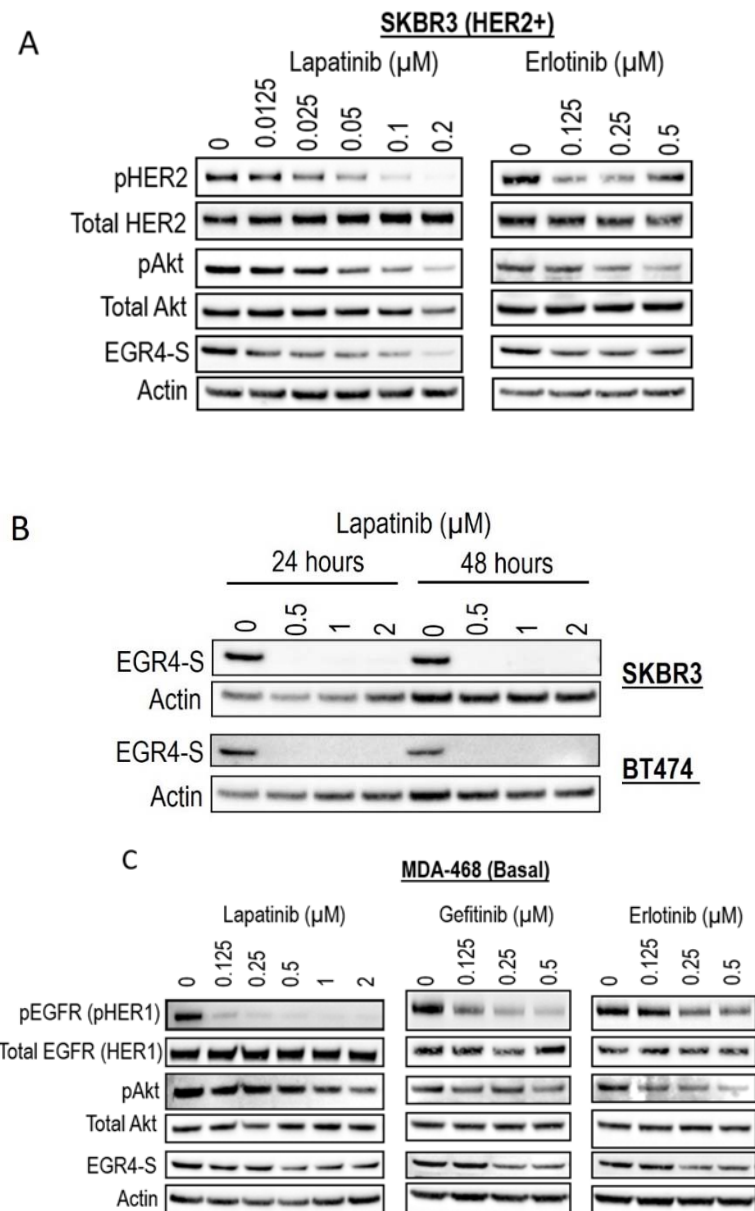 A
SKBR3 (HER2+)
Lapatinib (µM)
Erlotinib (µM)
0 0.0125 0.025 0.05 0.1 0.2
0 0.125 0.25 0.5
pHER2
Total HER2
pAkt
Total Akt
EGR4-S
Actin
B
Lapatinib (µM)
24 hours 48 hours
0 0.5 1 2 0 0.5 1 2
EGR4-S
Actin
SKBR3
EGR4-S
Actin
BT474
C
MDA-468 (Basal)
Lapatinib (µM) Gefitinib (µM) Erlotinib (µM)
0 0.125 0.25 0.5 1 2 0 0.125 0.25 0.5 0 0.125 0.25 0.5
pEGFR (pHER1)
Total EGFR (HER1)
pAkt
Total Akt
EGR4-S
Actin